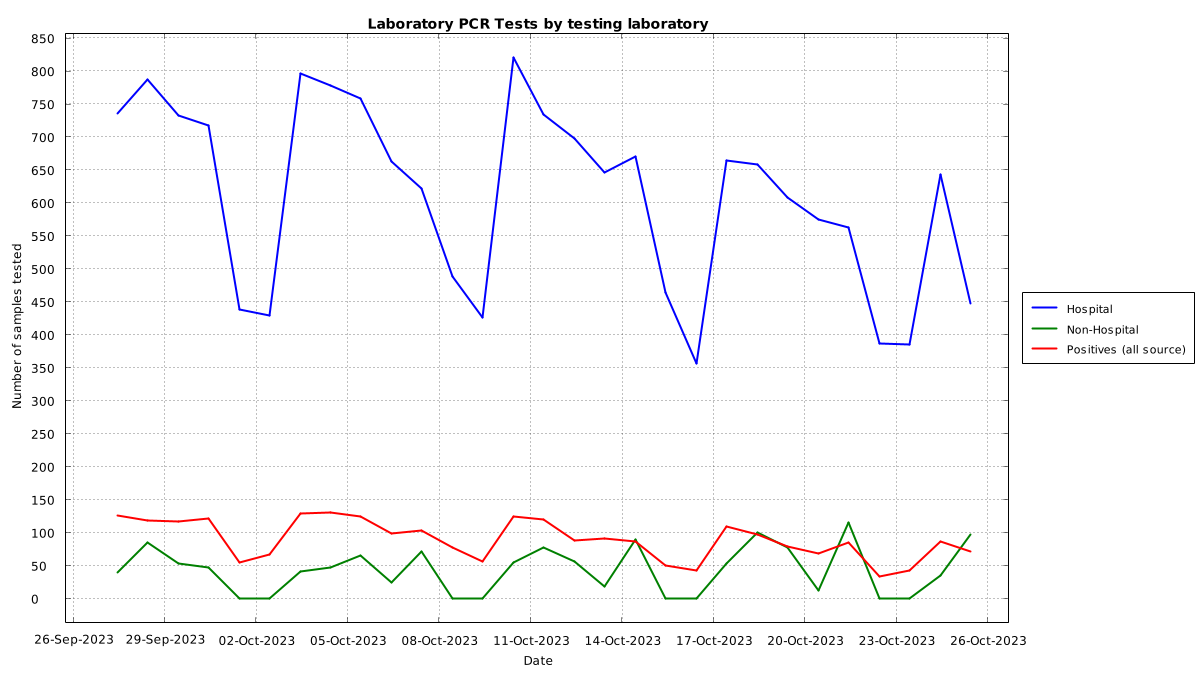 Laboratory PCR Tests by testing laboratory
850
800
750
700
650
600
550
500
450
400
350
300
250
200
150
100
50
0
Number of samples tested
26-Sep-2023 29-Sep-2023 02-Oct-2023 05-Oct-2023 08-Oct-2023 11-Oct-2023 14-Oct-2023 17-Oct-2023 20-Oct-2023 23-Oct-2023 26-Oct-2023
Date
Hospital
Non-Hospital
Positives (all source)